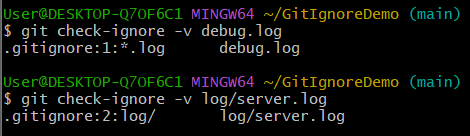 User@DESKTOP-Q7OF6C1 MINGW64 ~/GitIgnoreDemo (main)
$ git check-ignore -v debug.log
.gitignore:1:*.log      debug.log
User@DESKTOP-Q7OF6C1 MINGW64 ~/GitIgnoreDemo (main)
$ git check-ignore -v log/server.log
.gitignore:2:log/       log/server.log